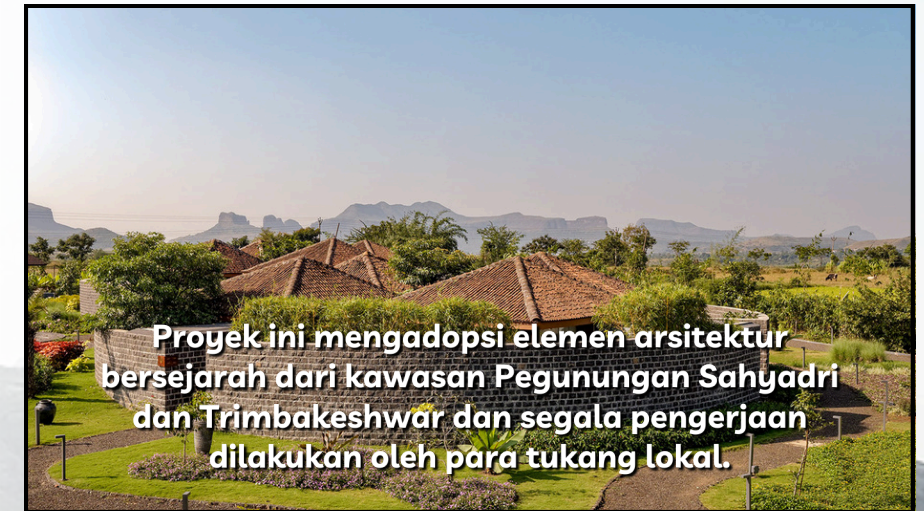 Proyek ini mengadopsi elemen arsitektur
bersejarah dari kawasan Pegunungan Sahyadri
dan Trimbakeshwar dan segala pengerjaan
dilakukan oleh para tukang lokal.